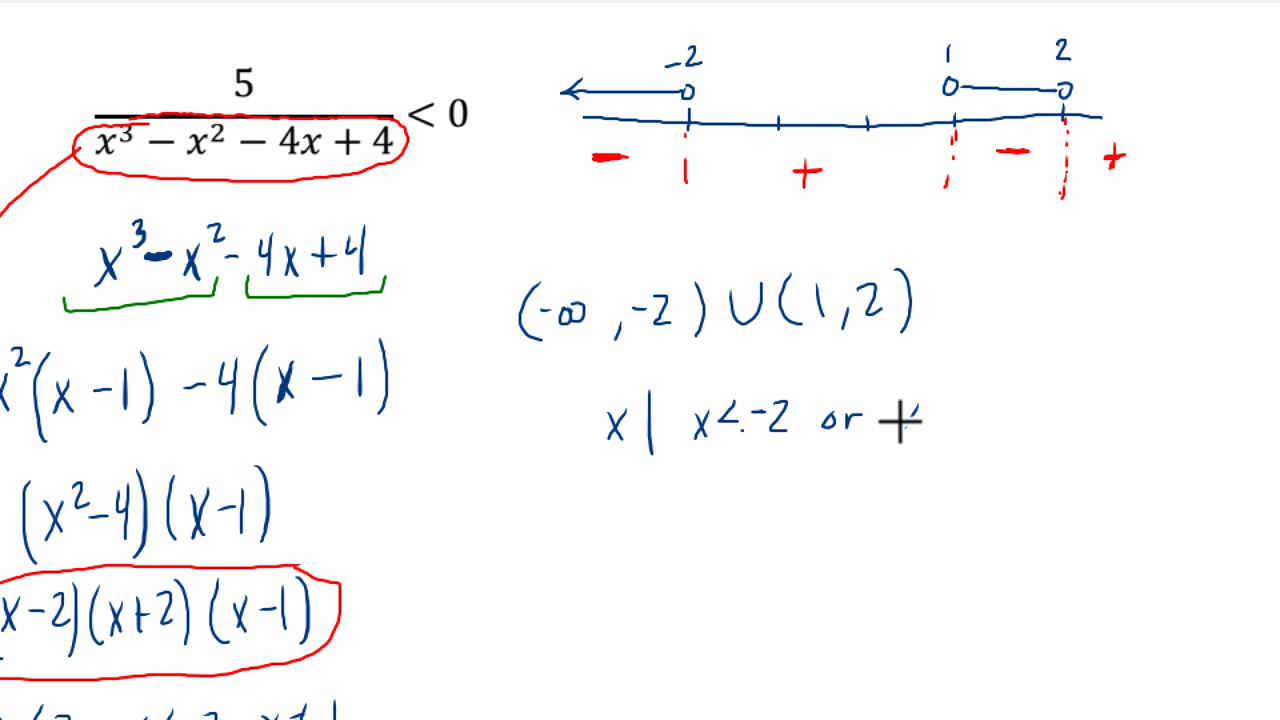 5
x³ − x² − 4x + 4 < 0
x³ - x² - 4x + 4
x²(x - 1) - 4(x - 1)
(x² - 4)(x - 1)
x - 2)(x + 2)(x - 1)
-2 1 2
- + - +
(-∞, -2) ∪ (1, 2)
x | x < -2 or